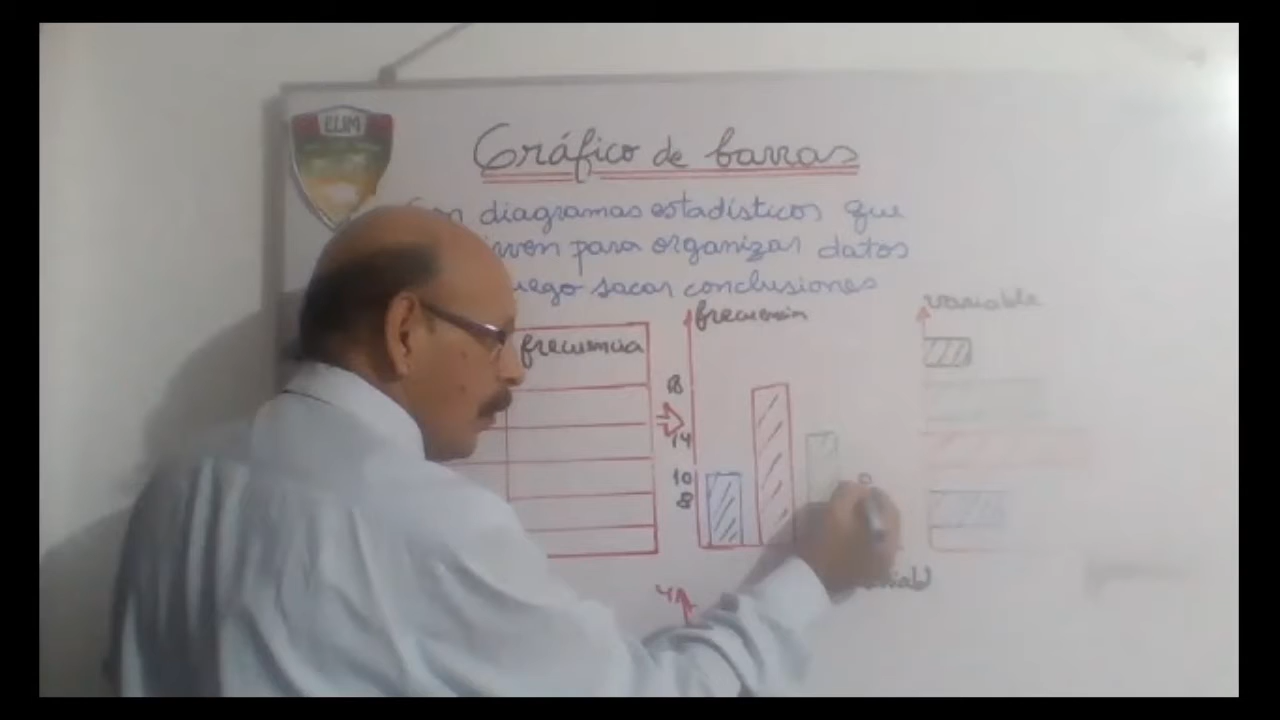 ELIM
Gráfico de barras
Son diagramas estadísticos que
para organizar datos
luego sacar conclusiones
frecuencia
variable
frecuencia
18
14
10
8